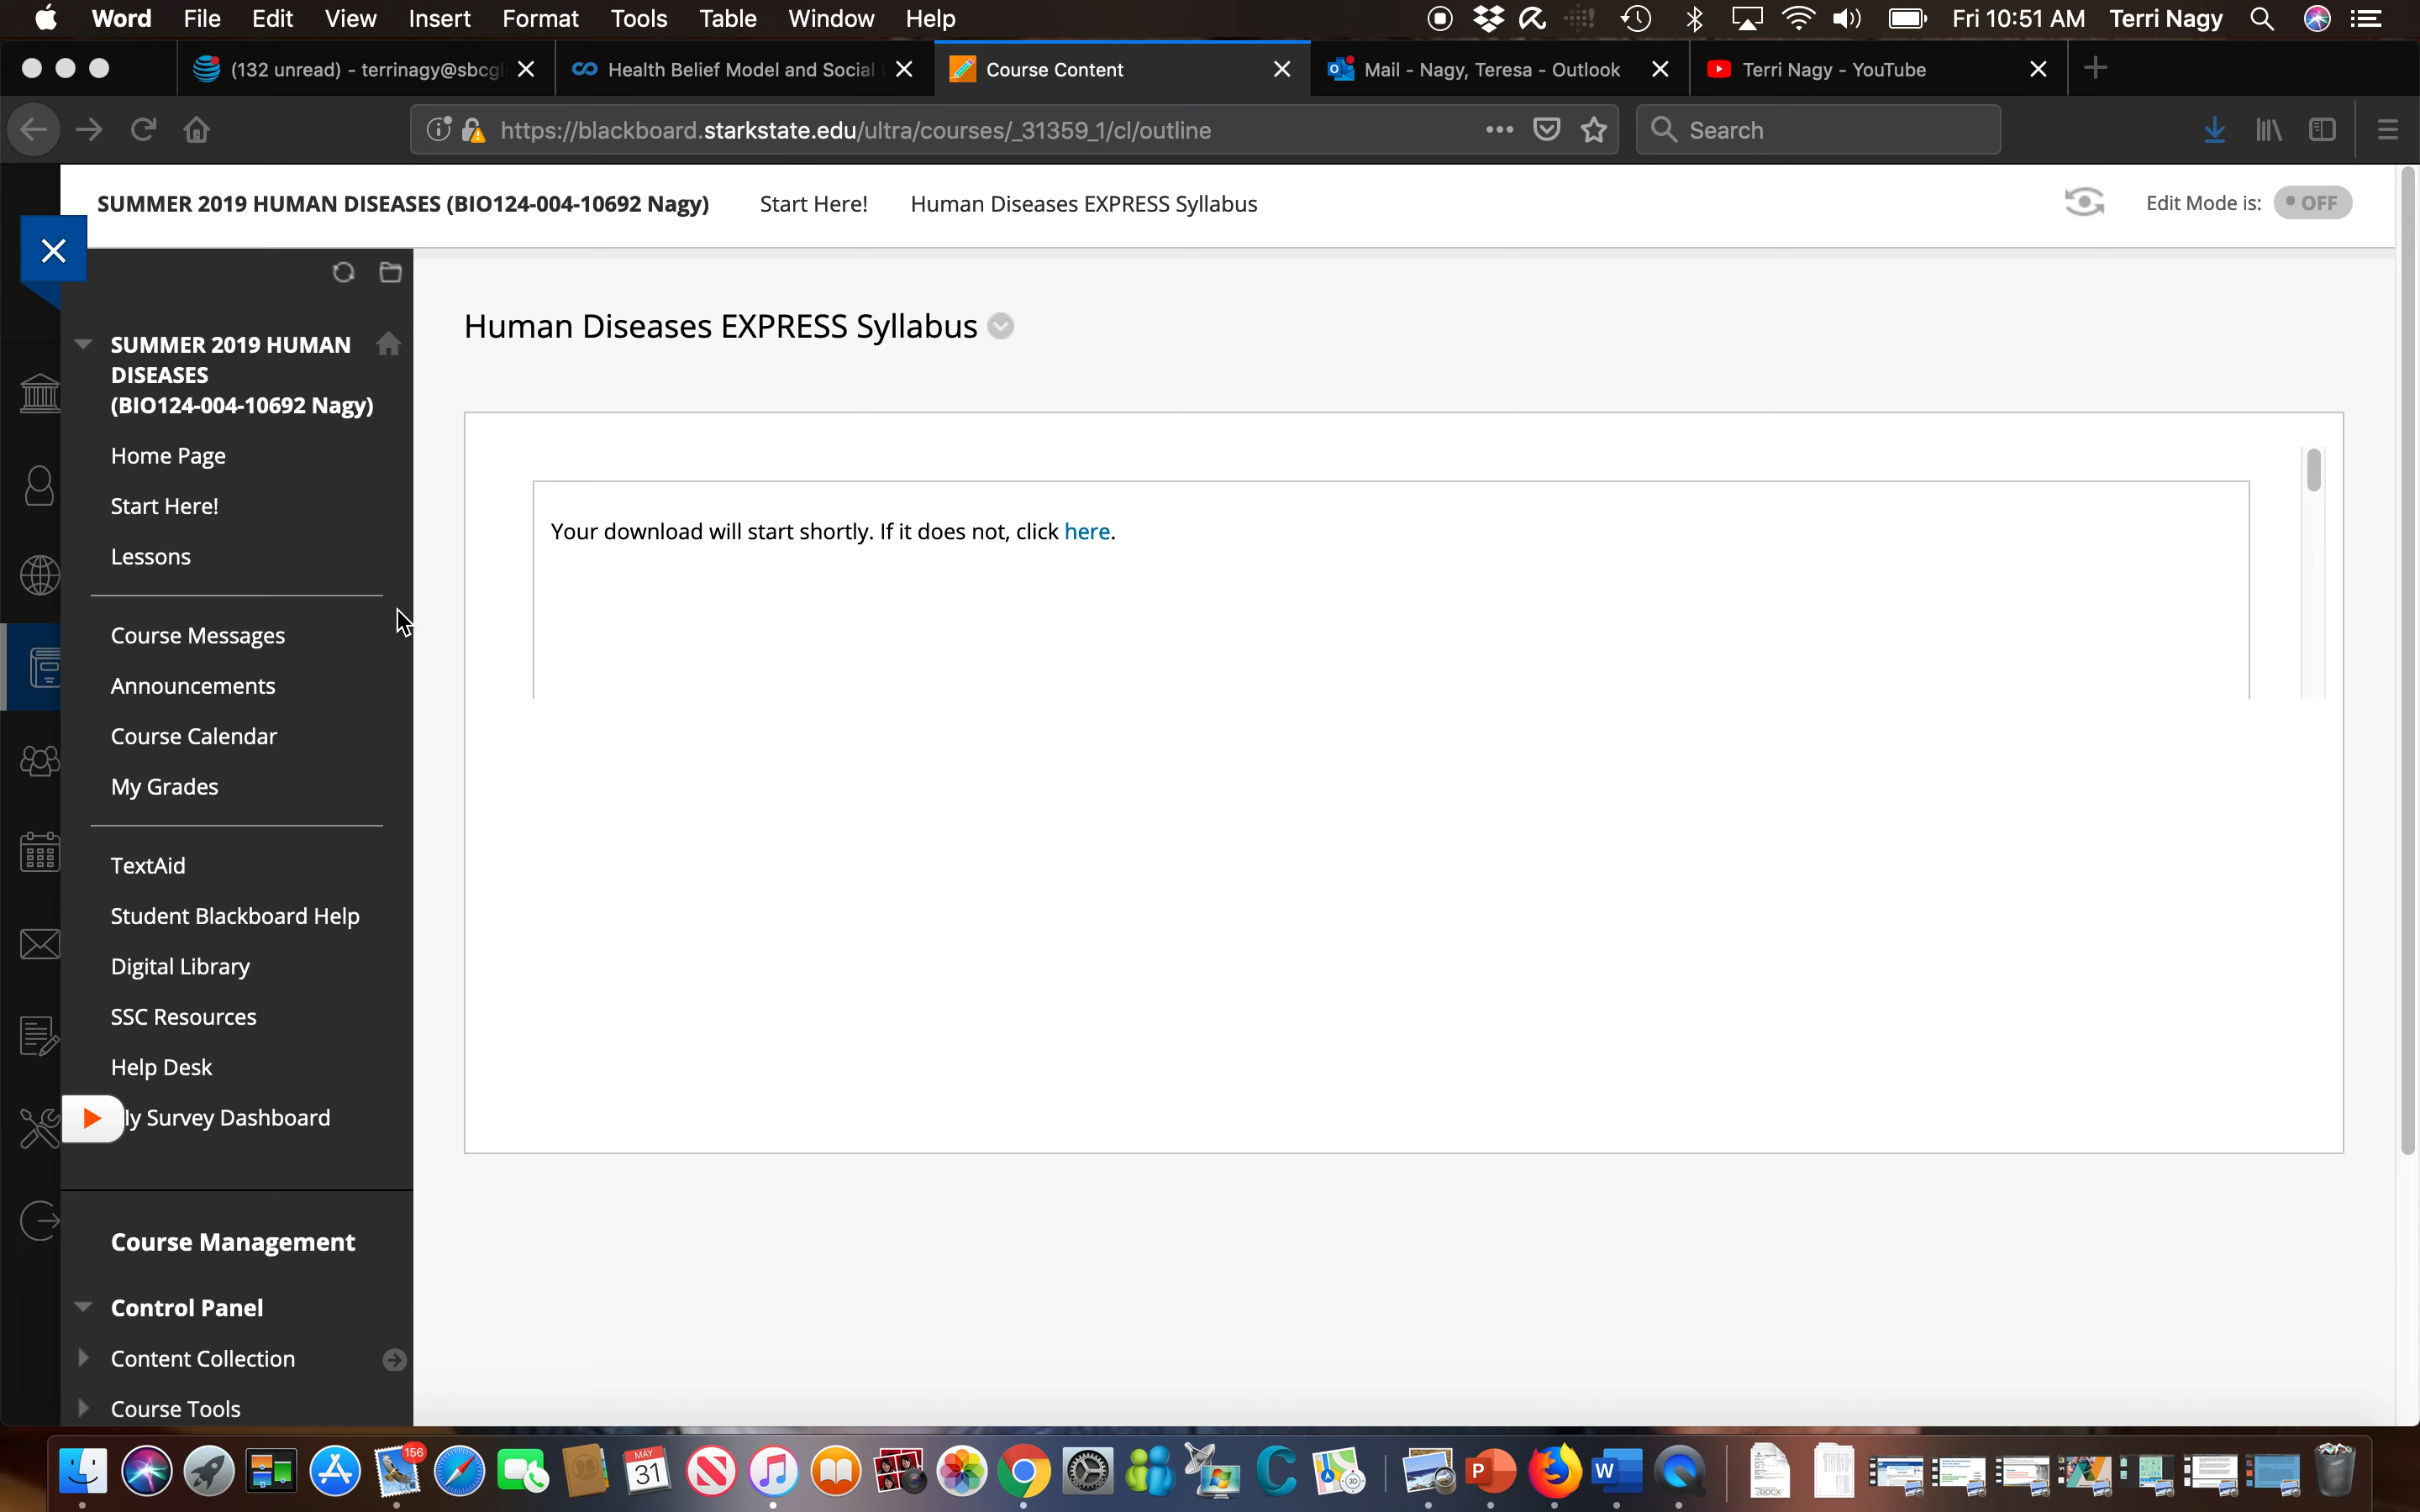 Word File Edit View Insert Format Tools Table Window Help Fri 10:51 AM Terri Nagy
(132 unread) - terrinagy@sbcgl Health Belief Model and Social Course Content Mail - Nagy, Teresa - Outlook Terri Nagy - YouTube
https://blackboard.starkstate.edu/ultra/courses/_31359_1/cl/outline Search
SUMMER 2019 HUMAN DISEASES (BIO124-004-10692 Nagy) Start Here! Human Diseases EXPRESS Syllabus Edit Mode is: OFF
SUMMER 2019 HUMAN
DISEASES
(BIO124-004-10692 Nagy)
Home Page
Start Here!
Lessons
Course Messages
Announcements
Course Calendar
My Grades
TextAid
Student Blackboard Help
Digital Library
SSC Resources
Help Desk
ly Survey Dashboard
Course Management
Control Panel
Content Collection
Course Tools
Human Diseases EXPRESS Syllabus
Your download will start shortly. If it does not, click here.
156
MAY
31
3D
P
W
DOCX